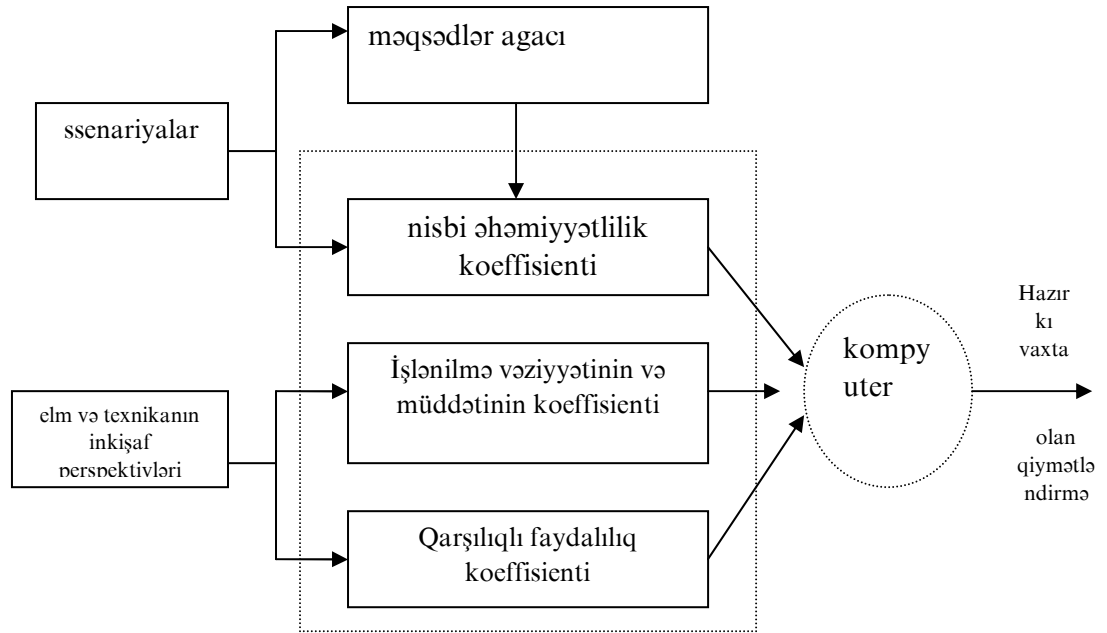 məqsədlər agacı
ssenariyalar
nisbi əhəmiyyətlilik
koeffisienti
İşlənilmə vəziyyətinin və
müddətinin koeffisienti
elm və texnikanın
inkişaf
perspektivləri
Qarşılıqlı faydalılıq
koeffisienti
kompy
uter
Hazır
kı
vaxta
olan
qiymətlə
ndirmə